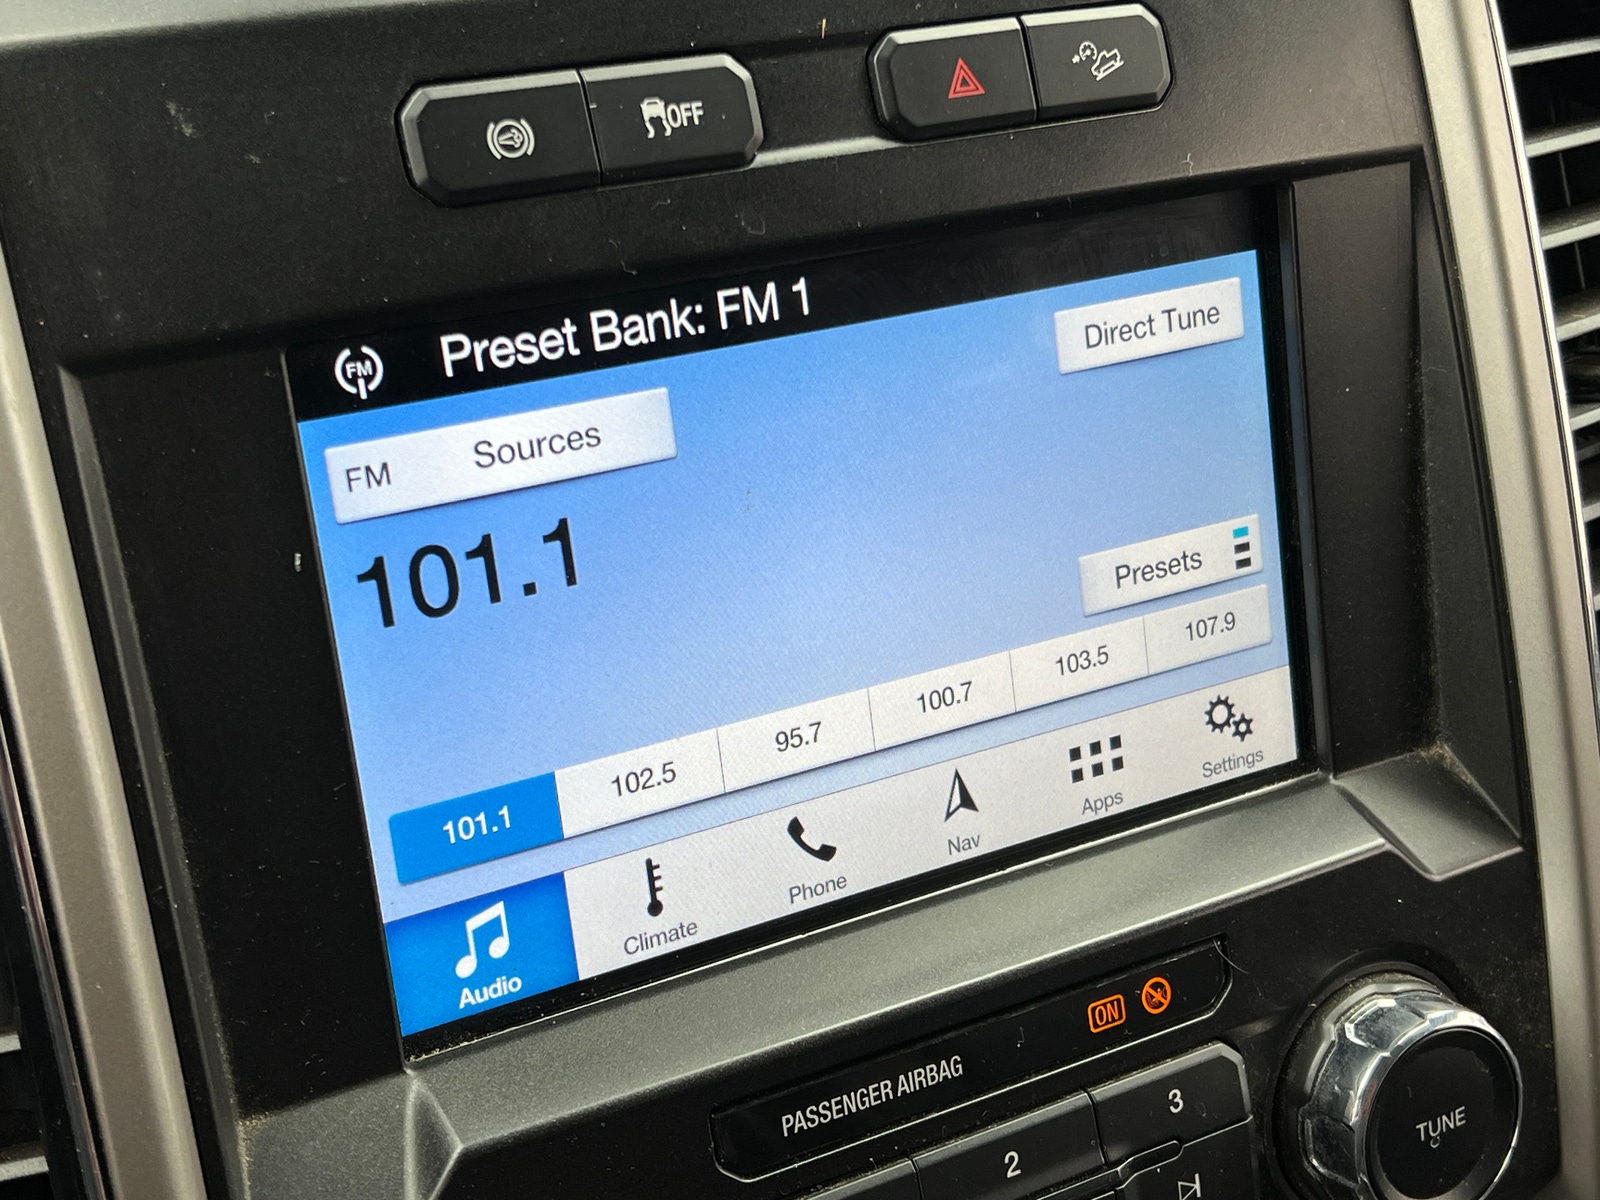 OFF
FM
Preset Bank: FM 1
Direct Tune
FM Sources
101.1
Presets
101.1 102.5 95.7 100.7 103.5 107.9
Audio Climate Phone Nav Apps Settings
PASSENGER AIRBAG ON
2 3
TUNE